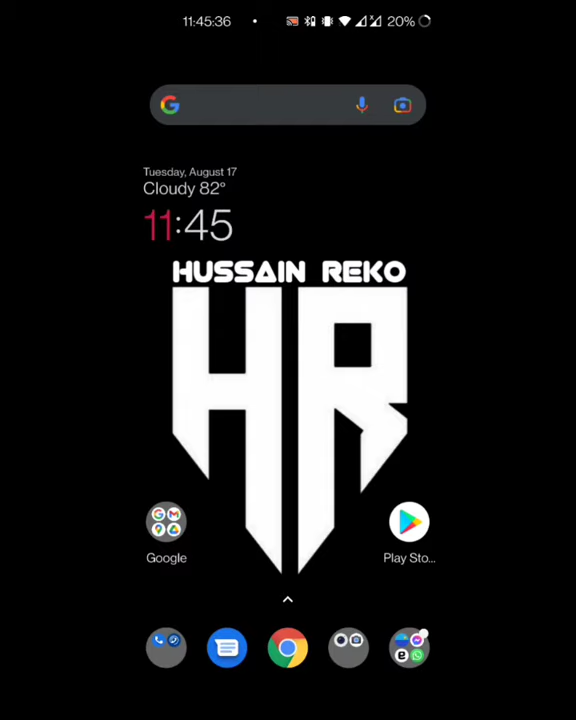 11:45:36
20%
Tuesday, August 17
Cloudy 82°
11:45
HUSSAIN REKO
HR
Google
Play Sto...